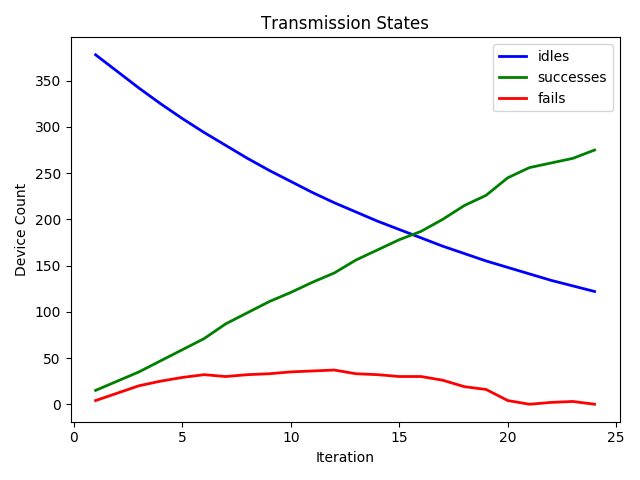 Transmission States
idles
successes
fails
Device Count
350
300
250
200
150
100
50
0
0 5 10 15 20 25
Iteration